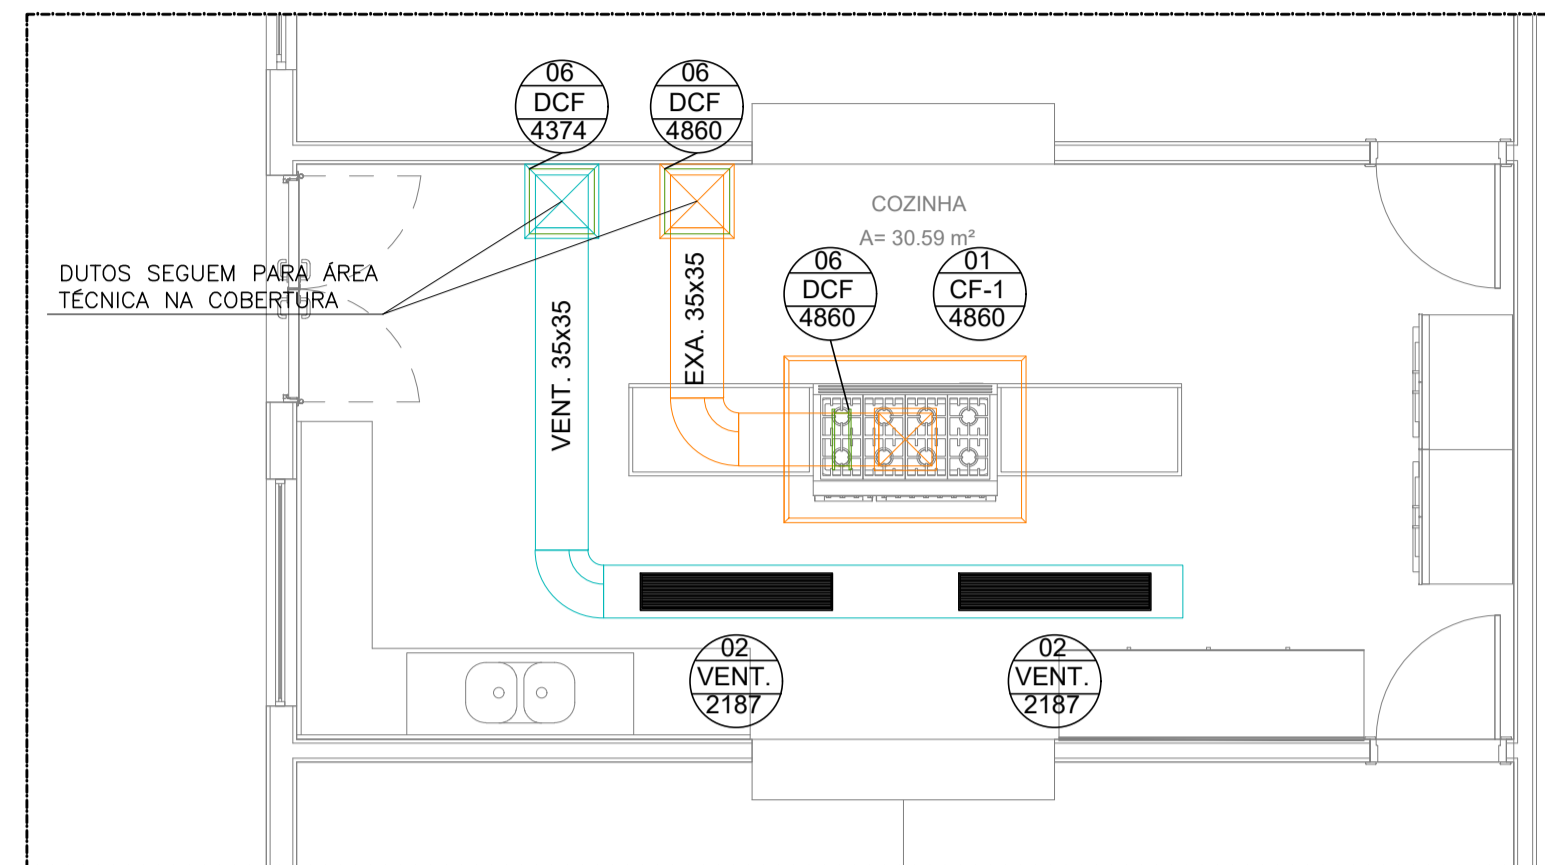 06
DCF
4374
06
DCF
4860
COZINHA
A= 30.59 m²
06
DCF
4860
01
CF-1
4860
DUTOS SEGUEM PARA ÁREA
TÉCNICA NA COBERTURA
VENT. 35x35
EXA. 35x35
02
VENT.
2187
02
VENT.
2187